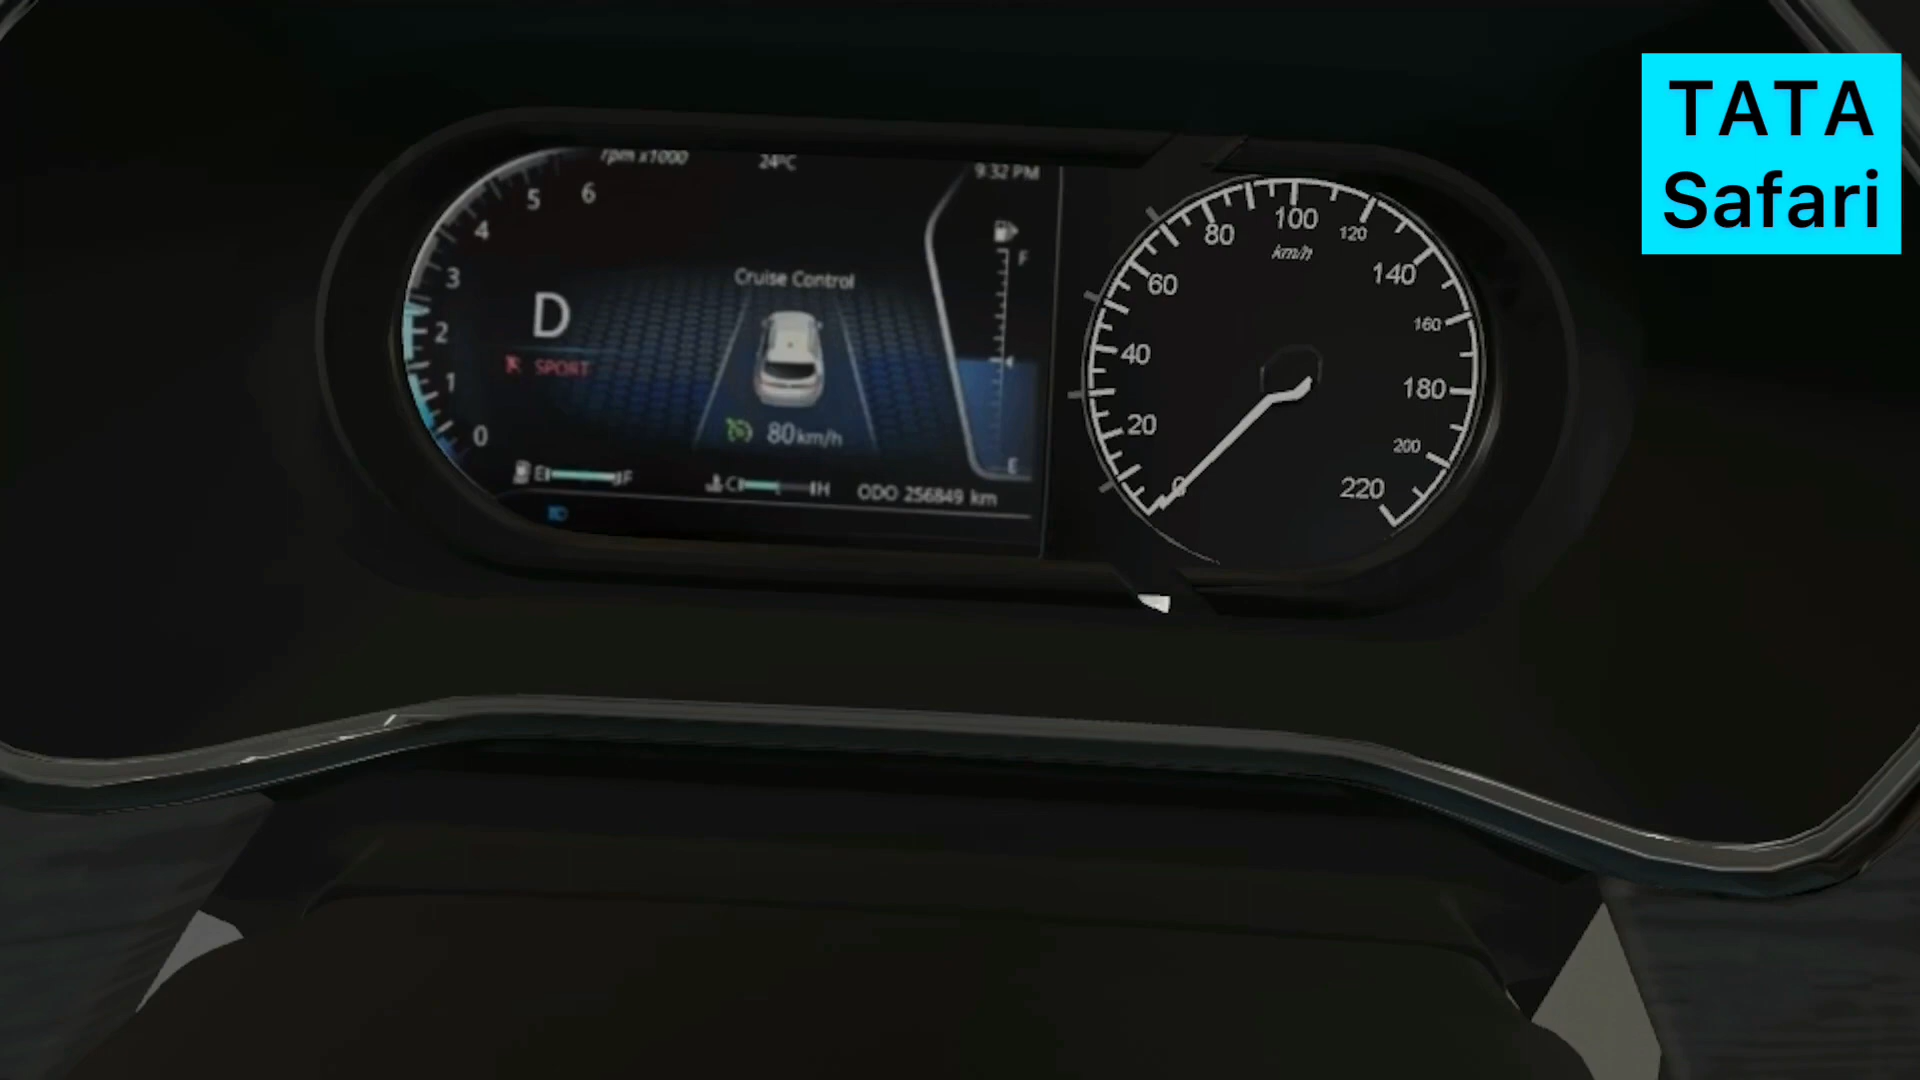 TATA
Safari
rpm x1000
24°C
9:32 PM
6
5
4
3
2
1
0
F
Cruise Control
D
SPORT
80km/h
E
E F
C H
ODO 256849 km
0
20
40
60
80
100
120
140
160
180
200
220
km/h